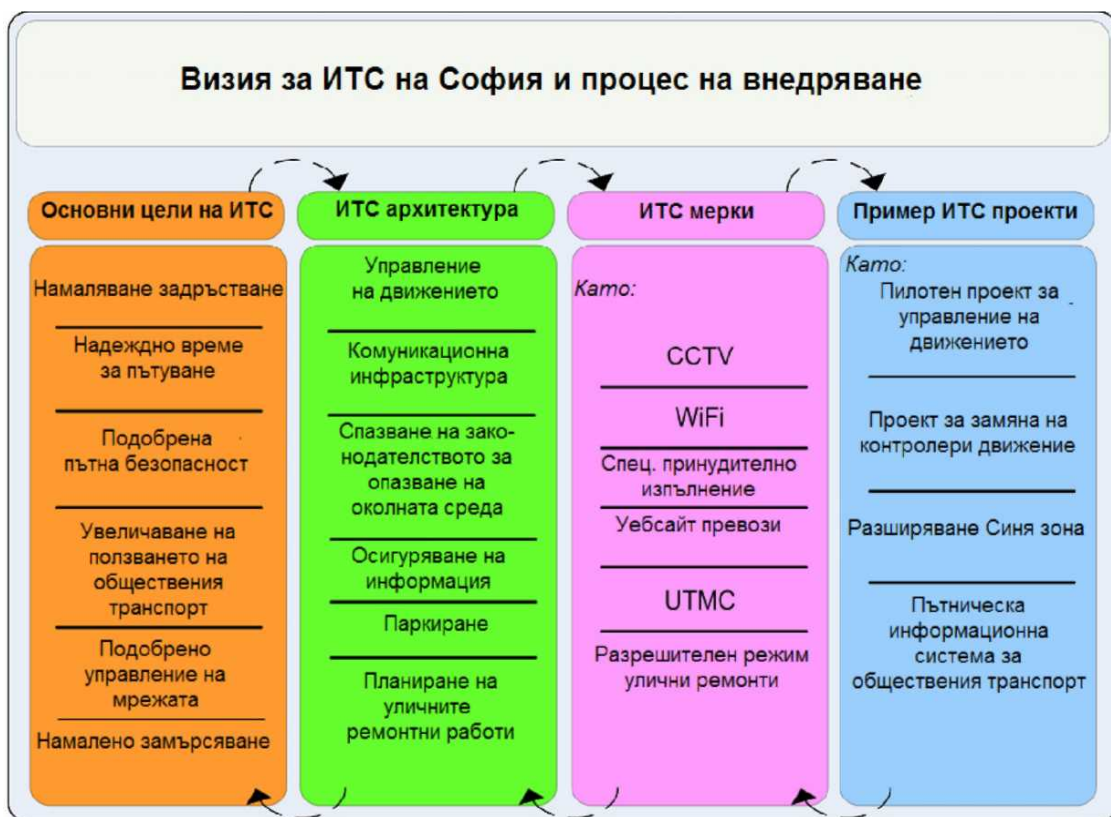 Визия за ИТС на София и процес на внедряване
Основни цели на ИТС
Намаляване задръстване
Надеждно време
за пътуване
Подобрена
пътна безопасност
Увеличаване на
ползването на
обществения
транспорт
Подобрено
управление на
мрежата
Намалено замърсяване
ИТС архитектура
Управление
на движението
Комуникационна
инфраструктура
Спазване на зако-
нодателството за
опазване на
околната среда
Осигуряване на
информация
Паркиране
Планиране на
уличните
ремонтни работи
ИТС мерки
Като:
CCTV
WiFi
Спец. принудително
изпълнение
Уебсайт превози
UTMC
Разрешителен режим
улични ремонти
Пример ИТС проекти
Като:
Пилотен проект за
управление на
движението
Проект за замяна на
контролери движение
Разширяване Синя зона
Пътническа
информационна
система за
обществения транспорт